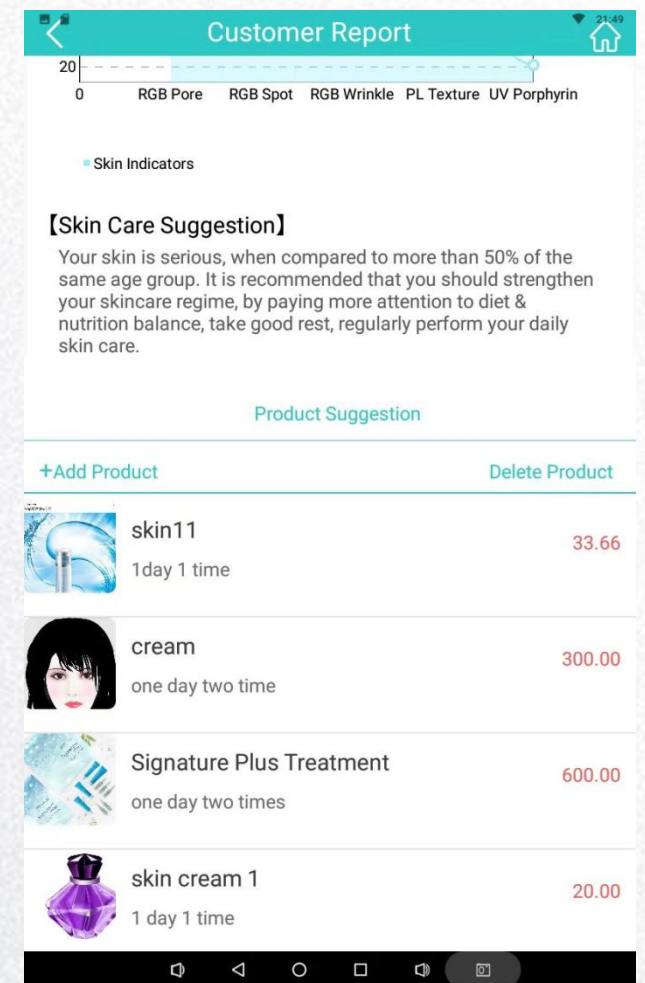 21:49
Customer Report
20
0 RGB Pore RGB Spot RGB Wrinkle PL Texture UV Porphyrin
Skin Indicators
【Skin Care Suggestion】
Your skin is serious, when compared to more than 50% of the
same age group. It is recommended that you should strengthen
your skincare regime, by paying more attention to diet &
nutrition balance, take good rest, regularly perform your daily
skin care.
Product Suggestion
+Add Product Delete Product
skin11
33.66
1day 1 time
cream
300.00
one day two time
Signature Plus Treatment
600.00
one day two times
skin cream 1
20.00
1 day 1 time